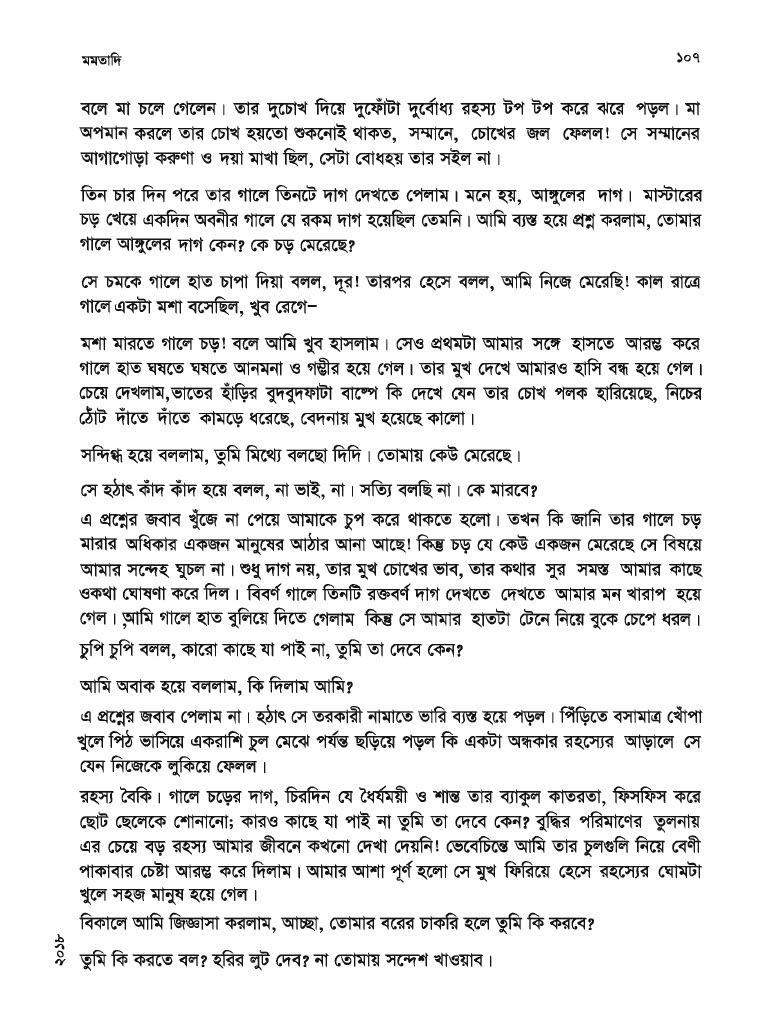 মমতাদি
১০৭
বলে মা চলে গেলেন। তার দুচোখ দিয়ে দুফোঁটা দুর্বোধ্য রহস্য টপ টপ করে ঝরে পড়ল। মা
অপমান করলে তার চোখ হয়তো শুকনোই থাকত, সম্মানে, চোখের জল ফেলল! সে সম্মানের
আগাগোড়া করুণা ও দয়া মাখা ছিল, সেটা বোধহয় তার সইল না।
তিন চার দিন পরে তার গালে তিনটে দাগ দেখতে পেলাম। মনে হয়, আঙ্গুলের দাগ। মাস্টারের
চড় খেয়ে একদিন অবনীর গালে যে রকম দাগ হয়েছিল তেমনি। আমি ব্যস্ত হয়ে প্রশ্ন করলাম, তোমার
গালে আঙ্গুলের দাগ কেন? কে চড় মেরেছে?
সে চমকে গালে হাত চাপা দিয়া বলল, দূর! তারপর হেসে বলল, আমি নিজে মেরেছি! কাল রাত্রে
গালে একটা মশা বসেছিল, খুব রেগে–
মশা মারতে গালে চড়! বলে আমি খুব হাসলাম। সেও প্রথমটা আমার সঙ্গে হাসতে আরম্ভ করে
গালে হাত ঘষতে ঘষতে আনমনা ও গম্ভীর হয়ে গেল। তার মুখ দেখে আমারও হাসি বন্ধ হয়ে গেল।
চেয়ে দেখলাম,ভাতের হাঁড়ির বুদবুদফাটা বাষ্পে কি দেখে যেন তার চোখ পলক হারিয়েছে, নিচের
ঠোঁট দাঁতে দাঁতে কামড়ে ধরেছে, বেদনায় মুখ হয়েছে কালো।
সন্দিগ্ধ হয়ে বললাম, তুমি মিথ্যে বলছো দিদি। তোমায় কেউ মেরেছে।
সে হঠাৎ কাঁদ কাঁদ হয়ে বলল, না ভাই, না। সত্যি বলছি না। কে মারবে?
এ প্রশ্নের জবাব খুঁজে না পেয়ে আমাকে চুপ করে থাকতে হলো। তখন কি জানি তার গালে চড়
মারার অধিকার একজন মানুষের আঠার আনা আছে! কিন্তু চড় যে কেউ একজন মেরেছে সে বিষয়ে
আমার সন্দেহ ঘুচল না। শুধু দাগ নয়, তার মুখ চোখের ভাব, তার কথার সুর সমস্ত আমার কাছে
ওকথা ঘোষণা করে দিল। বিবর্ণ গালে তিনটি রক্তবর্ণ দাগ দেখতে দেখতে আমার মন খারাপ হয়ে
গেল। আমি গালে হাত বুলিয়ে দিতে গেলাম কিন্তু সে আমার হাতটা টেনে নিয়ে বুকে চেপে ধরল।
চুপি চুপি বলল, কারো কাছে যা পাই না, তুমি তা দেবে কেন?
আমি অবাক হয়ে বললাম, কি দিলাম আমি?
এ প্রশ্নের জবাব পেলাম না। হঠাৎ সে তরকারী নামাতে ভারি ব্যস্ত হয়ে পড়ল। পিঁড়িতে বসামাত্র খোঁপা
খুলে পিঠ ভাসিয়ে একরাশি চুল মেঝে পর্যন্ত ছড়িয়ে পড়ল কি একটা অন্ধকার রহস্যের আড়ালে সে
যেন নিজেকে লুকিয়ে ফেলল।
রহস্য বৈকি। গালে চড়ের দাগ, চিরদিন যে ধৈর্যময়ী ও শান্ত তার ব্যাকুল কাতরতা, ফিসফিস করে
ছোট ছেলেকে শোনানো; কারও কাছে যা পাই না তুমি তা দেবে কেন? বুদ্ধির পরিমাণের তুলনায়
এর চেয়ে বড় রহস্য আমার জীবনে কখনো দেখা দেয়নি! ভেবেচিন্তে আমি তার চুলগুলি নিয়ে বেণী
পাকাবার চেষ্টা আরম্ভ করে দিলাম। আমার আশা পূর্ণ হলো সে মুখ ফিরিয়ে হেসে রহস্যের ঘোমটা
খুলে সহজ মানুষ হয়ে গেল।
বিকালে আমি জিজ্ঞাসা করলাম, আচ্ছা, তোমার বরের চাকরি হলে তুমি কি করবে?
তুমি কি করতে বল? হরির লুট দেব? না তোমায় সন্দেশ খাওয়াব।
২০১৮